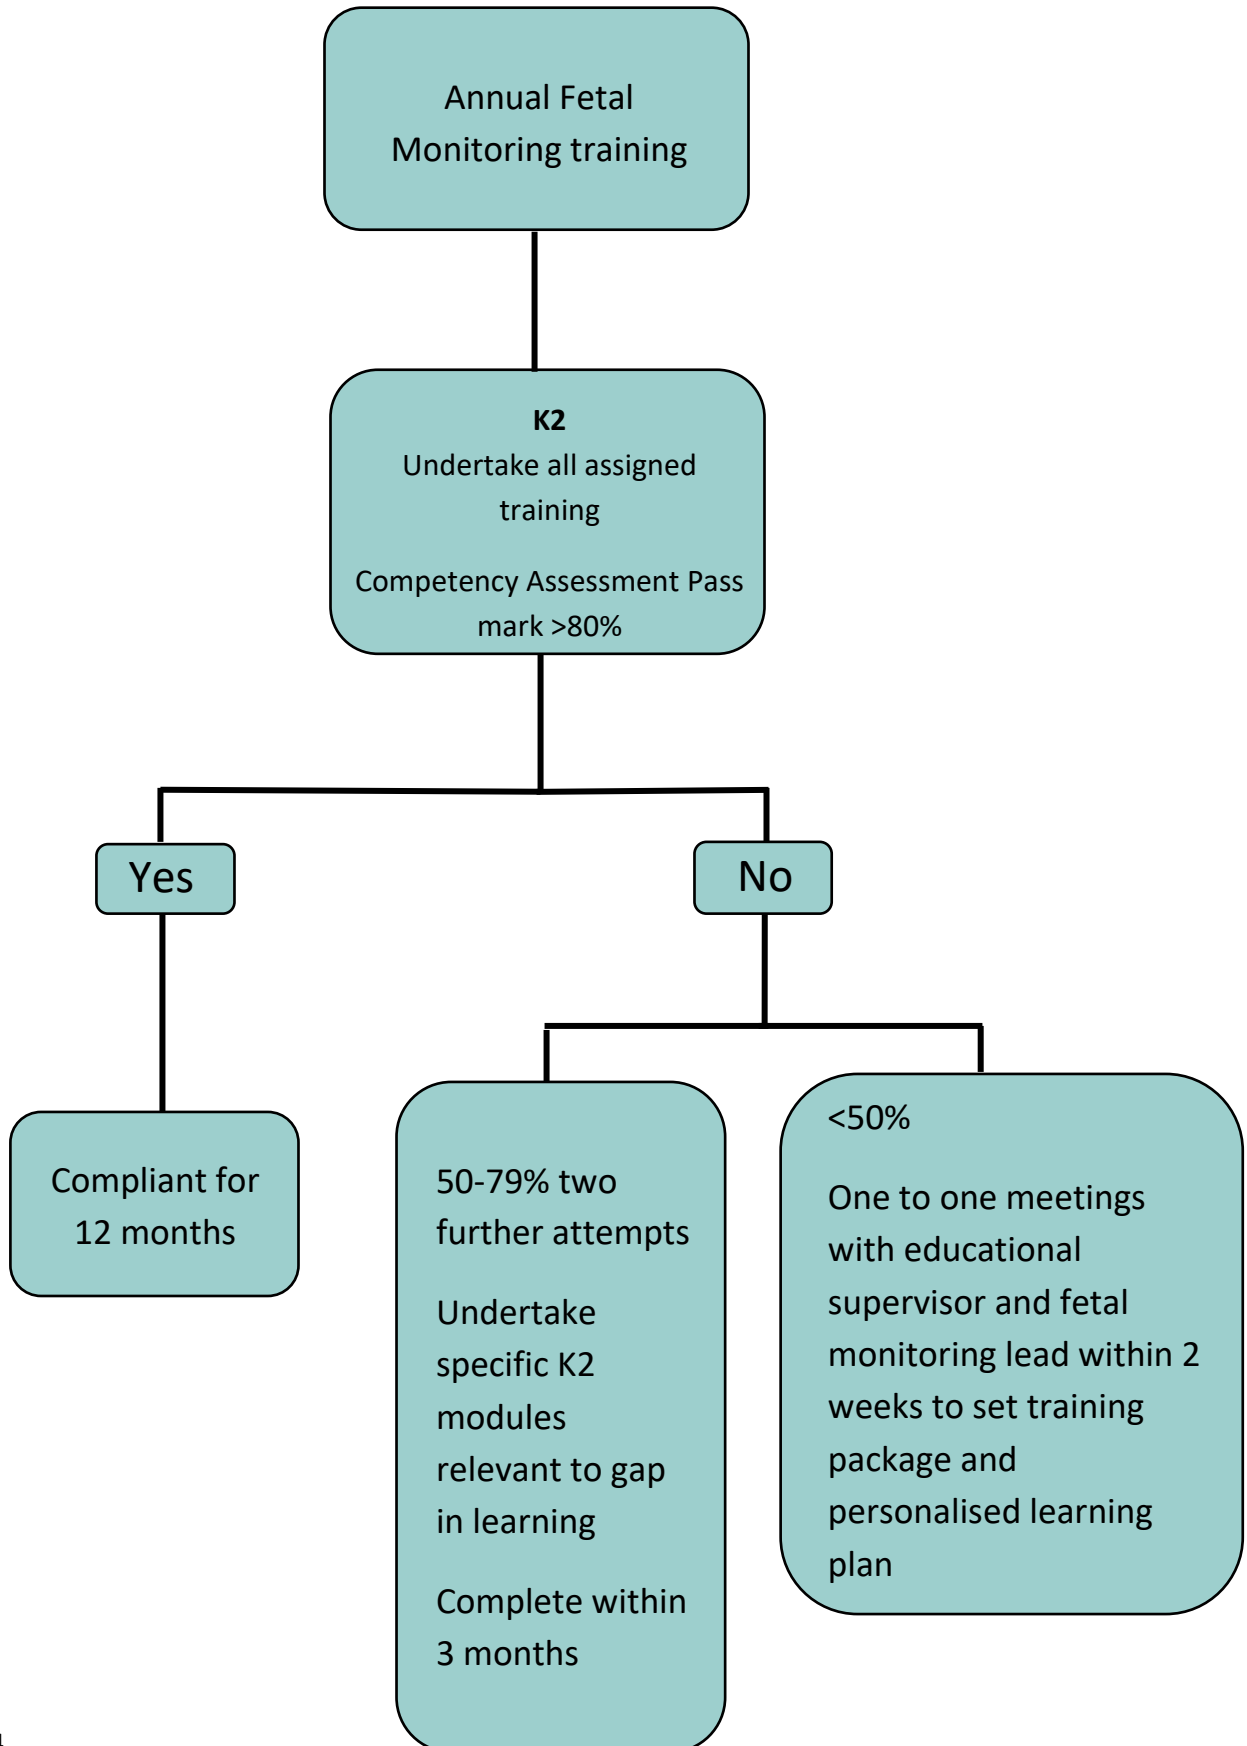 Annual Fetal
Monitoring training
K2
Undertake all assigned
training
Competency Assessment Pass
mark >80%
Yes
No
Compliant for
12 months
50-79% two
further attempts
Undertake
specific K2
modules
relevant to gap
in learning
Complete within
3 months
<50%
One to one meetings
with educational
supervisor and fetal
monitoring lead within 2
weeks to set training
package and
personalised learning
plan